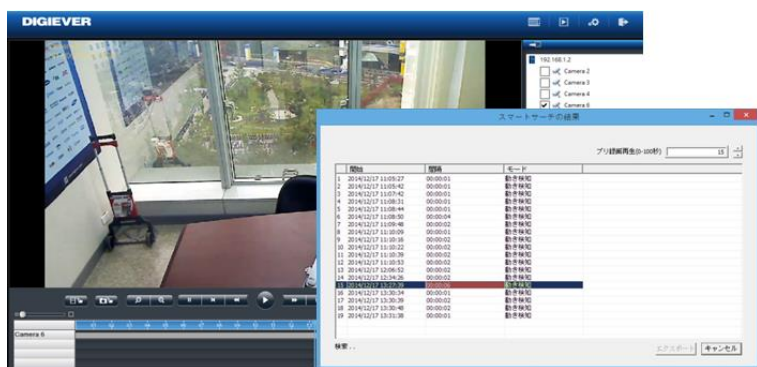 DIGIEVER
192.168.1.2
Camera 2
Camera 3
Camera 4
Camera 6
スマートサーチの結果
プリ録画再生(0-100秒) 15
開始 間隔 モード
1 2014/12/17 11:05:27 00:00:01 動き検知
2 2014/12/17 11:05:42 00:00:01 動き検知
3 2014/12/17 11:07:42 00:00:01 動き検知
4 2014/12/17 11:08:31 00:00:01 動き検知
5 2014/12/17 11:08:44 00:00:01 動き検知
6 2014/12/17 11:08:50 00:00:04 動き検知
7 2014/12/17 11:09:48 00:00:02 動き検知
8 2014/12/17 11:10:09 00:00:01 動き検知
9 2014/12/17 11:10:16 00:00:02 動き検知
10 2014/12/17 11:10:22 00:00:02 動き検知
11 2014/12/17 11:10:39 00:00:02 動き検知
12 2014/12/17 11:10:53 00:00:02 動き検知
13 2014/12/17 12:06:52 00:00:02 動き検知
14 2014/12/17 12:34:26 00:00:02 動き検知
15 2014/12/17 13:27:39 00:00:06 動き検知
16 2014/12/17 13:30:34 00:00:01 動き検知
17 2014/12/17 13:30:39 00:00:02 動き検知
18 2014/12/17 13:30:48 00:00:02 動き検知
19 2014/12/17 13:31:38 00:00:02 動き検知
Camera 6
検索 . .
エクスポート キャンセル